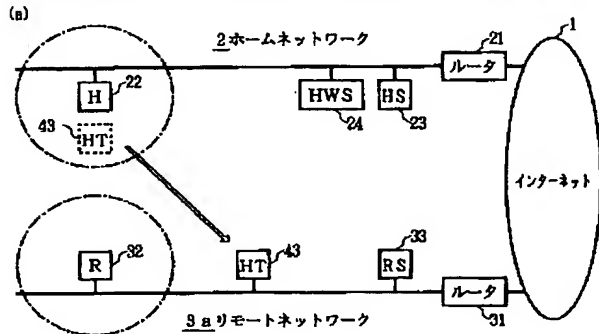 (a)
2 ホームネットワーク
21
1
ルータ
H
22
HWS
HS
24
23
43
HT
インターネット
R
32
HT
43
RS
33
ルータ
3a リモートネットワーク
31